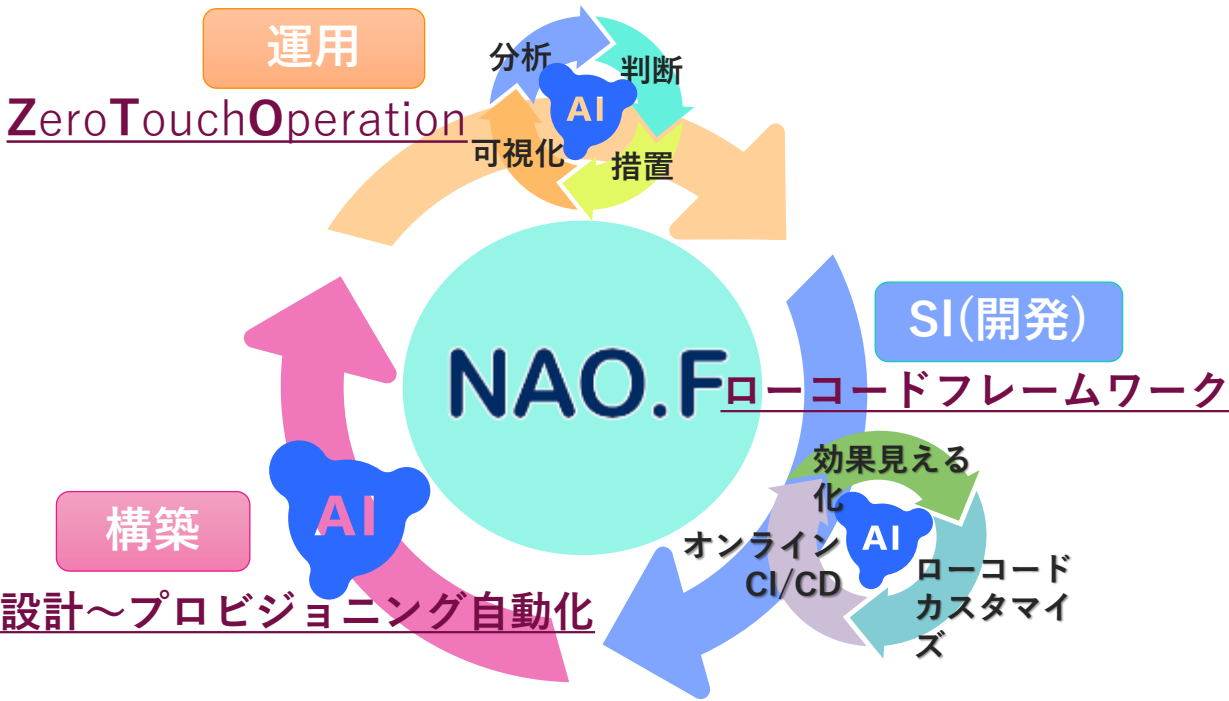 運用
ZeroTouchOperation
分析
判断
AI
可視化
措置
NAO.F
SI(開発)
ローコードフレームワーク
効果見える
化
AI
オンライン
CI/CD
ローコード
カスタマイ
ズ
AI
構築
設計～プロビジョニング自動化